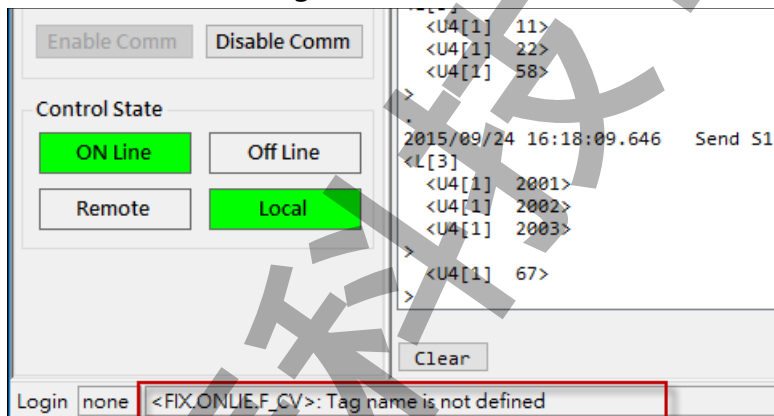 Enable Comm
Disable Comm
Control State
ON Line
Off Line
Remote
Local
<U4[1]  11>
<U4[1]  22>
<U4[1]  58>
>
.
2015/09/24 16:18:09.646   Send S1
<L[3]
<U4[1]  2001>
<U4[1]  2002>
<U4[1]  2003>
>
<U4[1]  67>
>
Clear
Login none <FIX.ONLIE.F_CV>: Tag name is not defined
科技